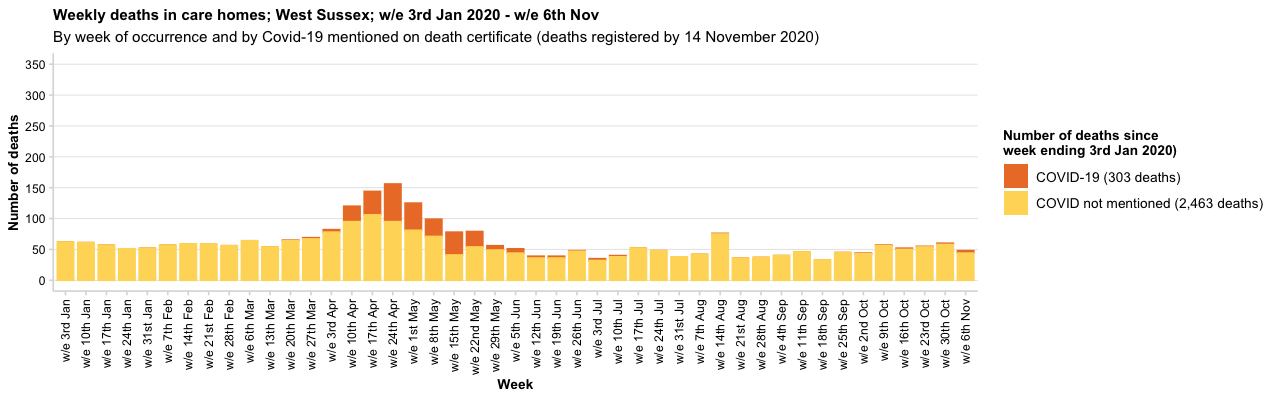 Weekly deaths in care homes; West Sussex; w/e 3rd Jan 2020 - w/e 6th Nov
By week of occurrence and by Covid-19 mentioned on death certificate (deaths registered by 14 November 2020)
Number of deaths
350
300
250
200
150
100
50
0
w/e 3rd Jan
w/e 10th Jan
w/e 17th Jan
w/e 24th Jan
w/e 31st Jan
w/e 7th Feb
w/e 14th Feb
w/e 21st Feb
w/e 28th Feb
w/e 6th Mar
w/e 13th Mar
w/e 20th Mar
w/e 27th Mar
w/e 3rd Apr
w/e 10th Apr
w/e 17th Apr
w/e 24th Apr
w/e 1st May
w/e 8th May
w/e 15th May
w/e 22nd May
w/e 29th May
w/e 5th Jun
w/e 12th Jun
w/e 19th Jun
w/e 26th Jun
w/e 3rd Jul
w/e 10th Jul
w/e 17th Jul
w/e 24th Jul
w/e 31st Jul
w/e 7th Aug
w/e 14th Aug
w/e 21st Aug
w/e 28th Aug
w/e 4th Sep
w/e 11th Sep
w/e 18th Sep
w/e 25th Sep
w/e 2nd Oct
w/e 9th Oct
w/e 16th Oct
w/e 23rd Oct
w/e 30th Oct
w/e 6th Nov
Week
Number of deaths since
week ending 3rd Jan 2020)
COVID-19 (303 deaths)
COVID not mentioned (2,463 deaths)